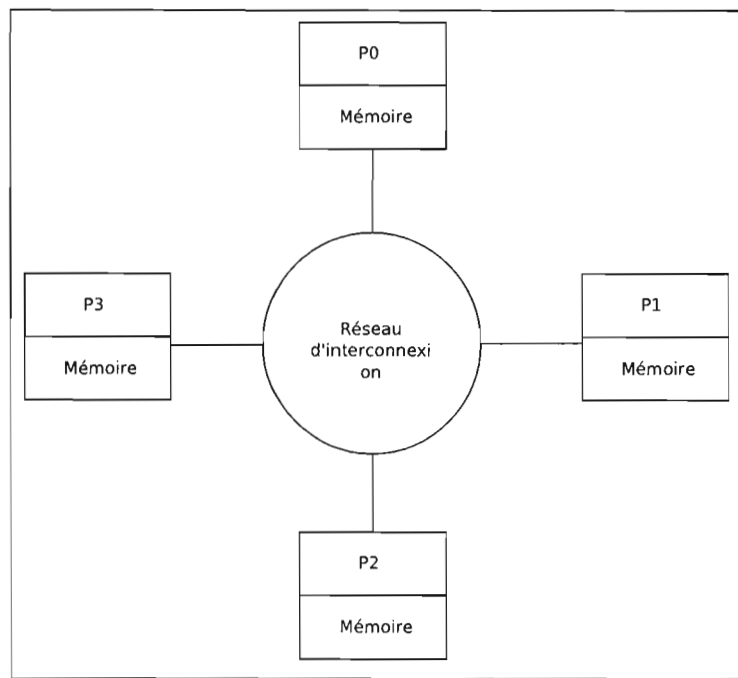 P0
Mémoire
P3
Mémoire
Réseau
d'interconnexi
on
P1
Mémoire
P2
Mémoire